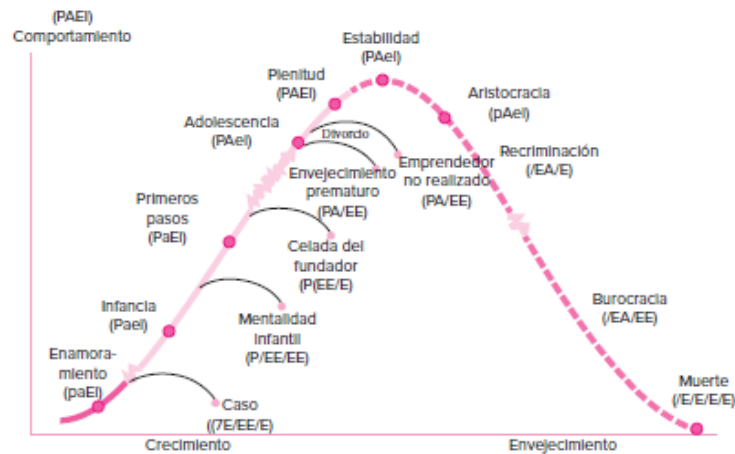 (PAEI)
Comportamiento
Estabilidad
(PAeI)
Plenitud
(PAEI)
Aristocracia
(pAeI)
Adolescencia
(PAeI)
Divorcio
Recriminación
(/EA/E)
Envejecimiento
prematuro
(PA/EE)
Emprendedor
no realizado
(PA/EE)
Primeros
pasos
(PaEI)
Celada del
fundador
(P(EE/E)
Infancia
(PaeI)
Mentalidad
infantil
(P/EE/EE)
Burocracia
(/EA/EE)
Enamora-
miento
(paEI)
Caso
((7E/EE/E)
Muerte
(/E/E/E/E)
Crecimiento
Envejecimiento